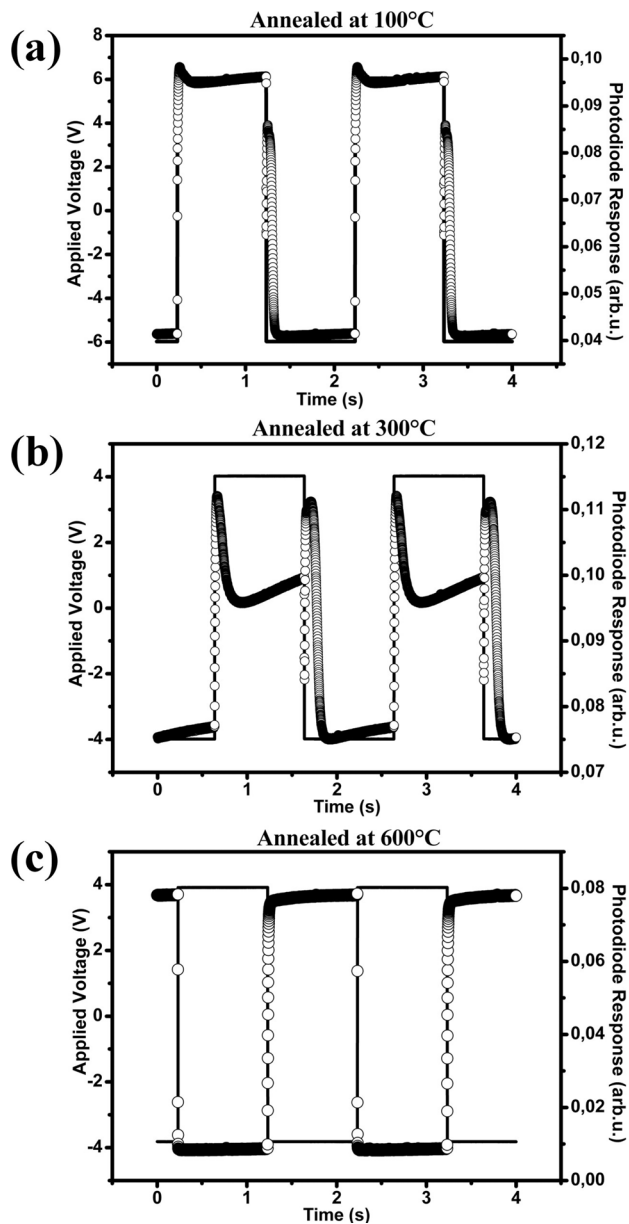 Annealed at 100°C
(a)
8
6
4
2
0
-2
-4
-6
Applied Voltage (V)
0,10
0,09
0,08
0,07
0,06
0,05
0,04
Photodiode Response (arb.u.)
0 1 2 3 4
Time (s)
Annealed at 300°C
(b)
4
2
0
-2
-4
-4
Applied Voltage (V)
0,12
0,11
0,10
0,09
0,08
0,07
Photodiode Response (arb.u.)
0 1 2 3 4
Time (s)
Annealed at 600°C
(c)
4
2
0
-2
-4
Applied Voltage (V)
0,08
0,06
0,04
0,02
0,00
Photodiode Response (arb.u.)
0 1 2 3 4
Time (s)